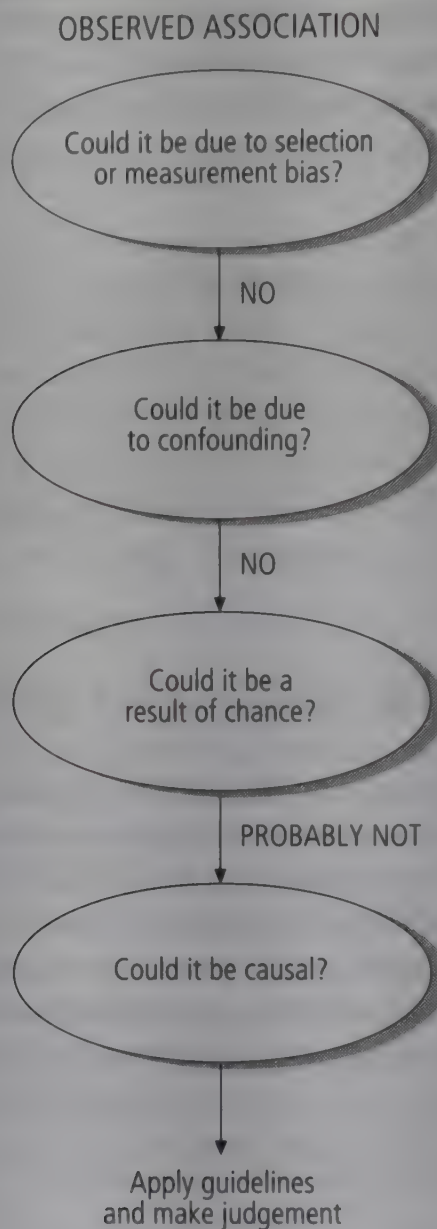 OBSERVED ASSOCIATION
Could it be due to selection
or measurement bias?
NO
Could it be due
to confounding?
NO
Could it be a
result of chance?
PROBABLY NOT
Could it be causal?
Apply guidelines
and make judgement